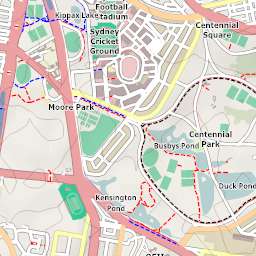 Football
Stadium
Kippax Lake
Sydney
Cricket
Ground
Centennial
Square
Moore Park
Centennial
Park
Busbys Pond
Duck Pond
Kensington
Pond